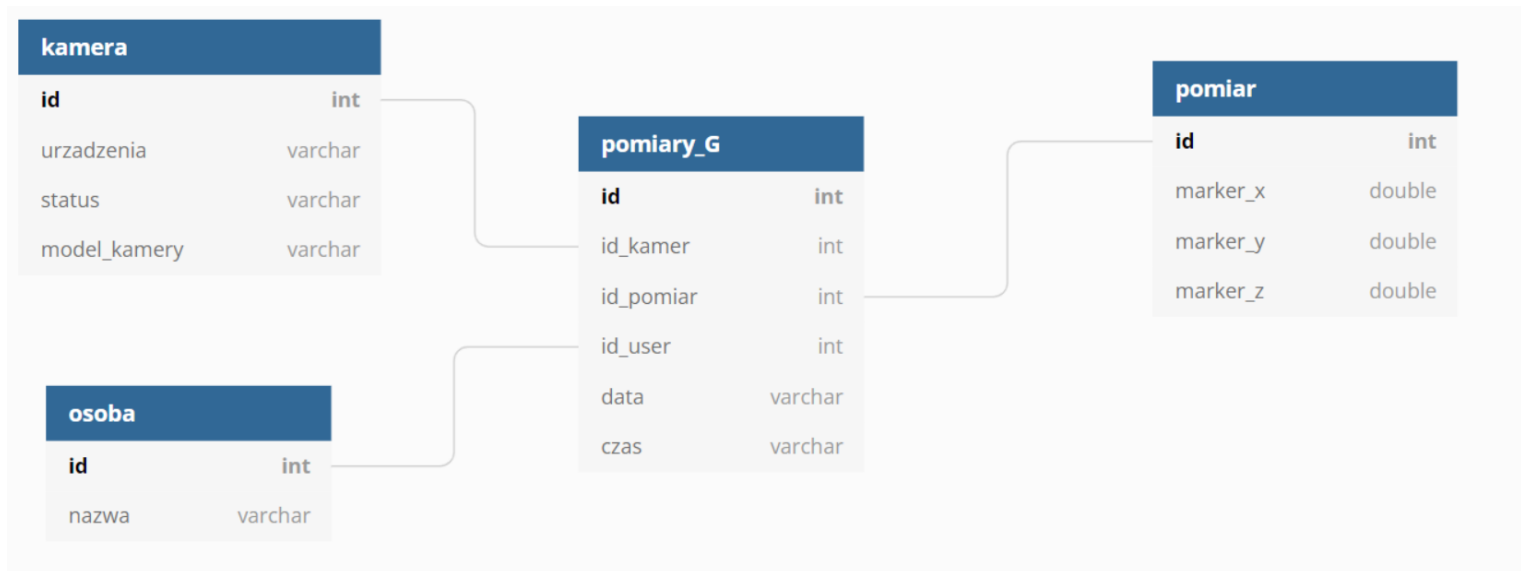 kamera
id int
urzadzenia varchar
status varchar
model_kamery varchar
osoba
id int
nazwa varchar
pomiary_G
id int
id_kamer int
id_pomiar int
id_user int
data varchar
czas varchar
pomiar
id int
marker_x double
marker_y double
marker_z double